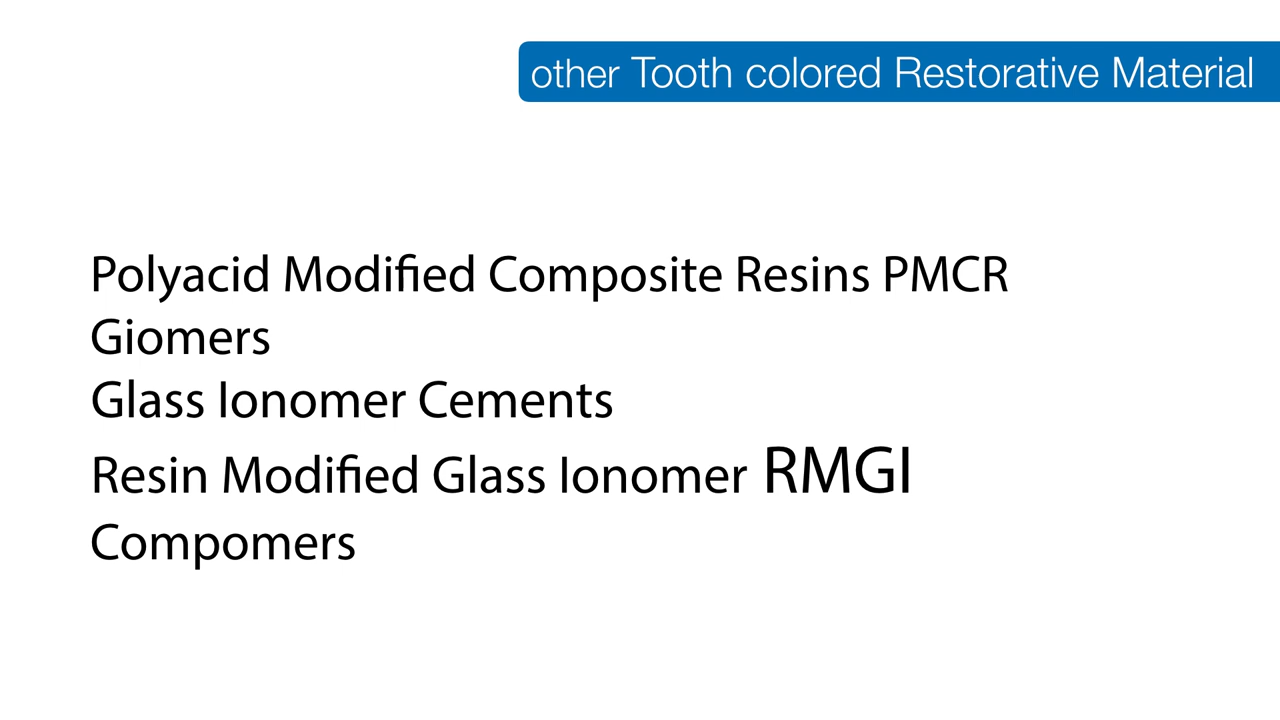 other Tooth colored Restorative Material
Polyacid Modified Composite Resins PMCR
Giomers
Glass Ionomer Cements
Resin Modified Glass Ionomer RMGI
Compomers